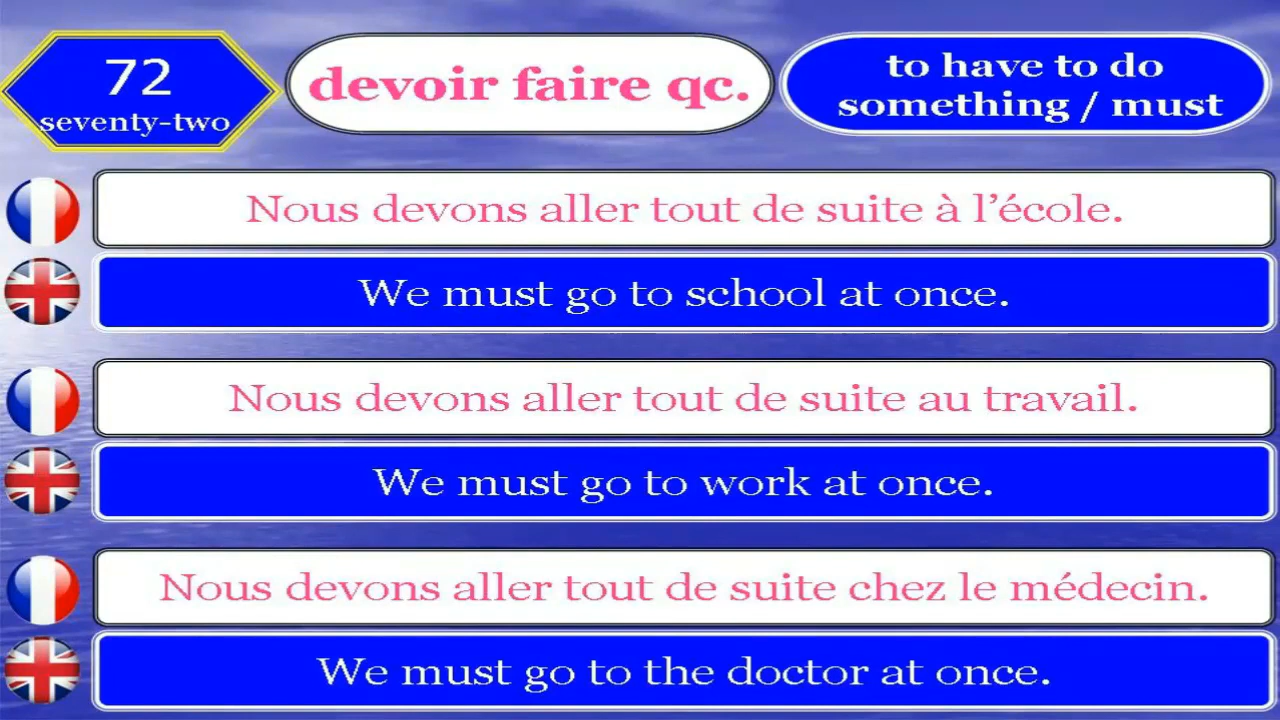 72
seventy-two
devoir faire qc.
to have to do
something / must
Nous devons aller tout de suite à l’école.
We must go to school at once.
Nous devons aller tout de suite au travail.
We must go to work at once.
Nous devons aller tout de suite chez le médecin.
We must go to the doctor at once.